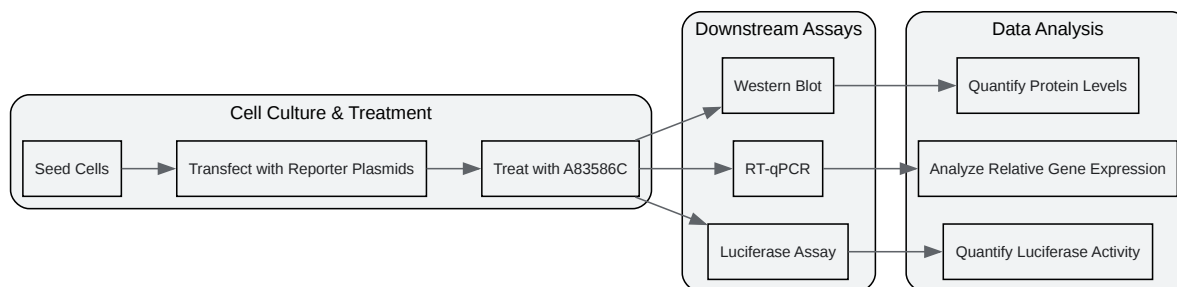 Cell Culture & Treatment
Seed Cells
Transfect with Reporter Plasmids
Treat with A83586C
Downstream Assays
Western Blot
RT-qPCR
Luciferase Assay
Data Analysis
Quantify Protein Levels
Analyze Relative Gene Expression
Quantify Luciferase Activity